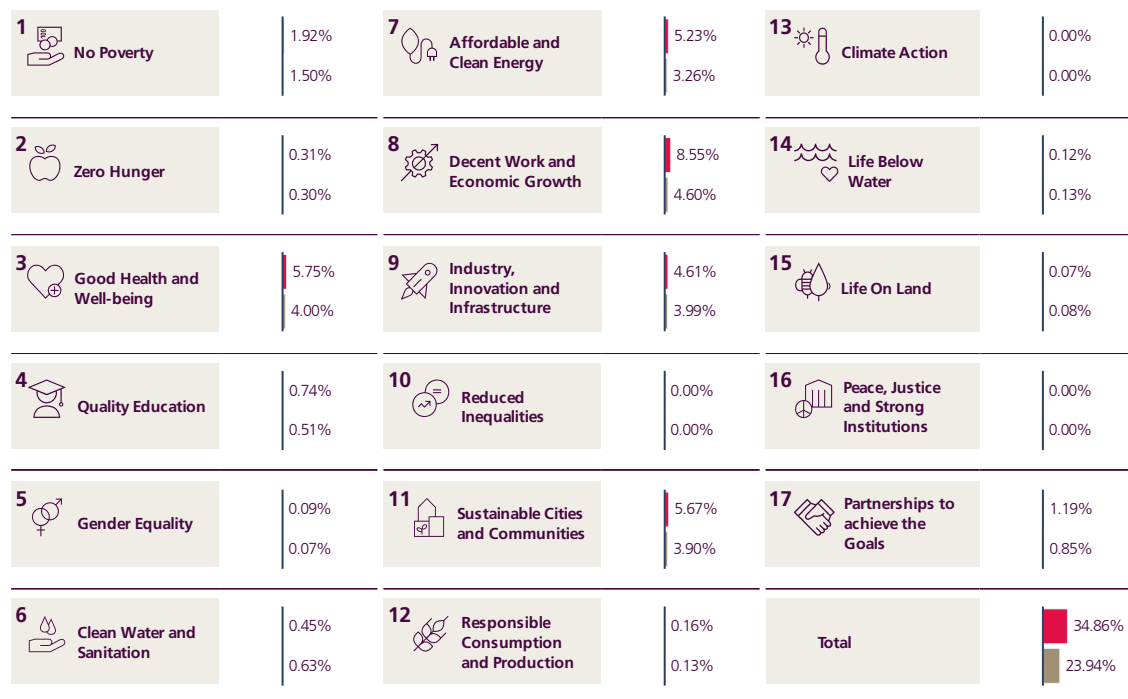 1
No Poverty
1.92%
1.50%
2
Zero Hunger
0.31%
0.30%
3
Good Health and
Well-being
5.75%
4.00%
4
Quality Education
0.74%
0.51%
5
Gender Equality
0.09%
0.07%
6
Clean Water and
Sanitation
0.45%
0.63%
7
Affordable and
Clean Energy
5.23%
3.26%
8
Decent Work and
Economic Growth
8.55%
4.60%
9
Industry,
Innovation and
Infrastructure
4.61%
3.99%
10
Reduced
Inequalities
0.00%
0.00%
11
Sustainable Cities
and Communities
5.67%
3.90%
12
Responsible
Consumption
and Production
0.16%
0.13%
13
Climate Action
0.00%
0.00%
14
Life Below
Water
0.12%
0.13%
15
Life On Land
0.07%
0.08%
16
Peace, Justice
and Strong
Institutions
0.00%
0.00%
17
Partnerships to
achieve the
Goals
1.19%
0.85%
Total
34.86%
23.94%